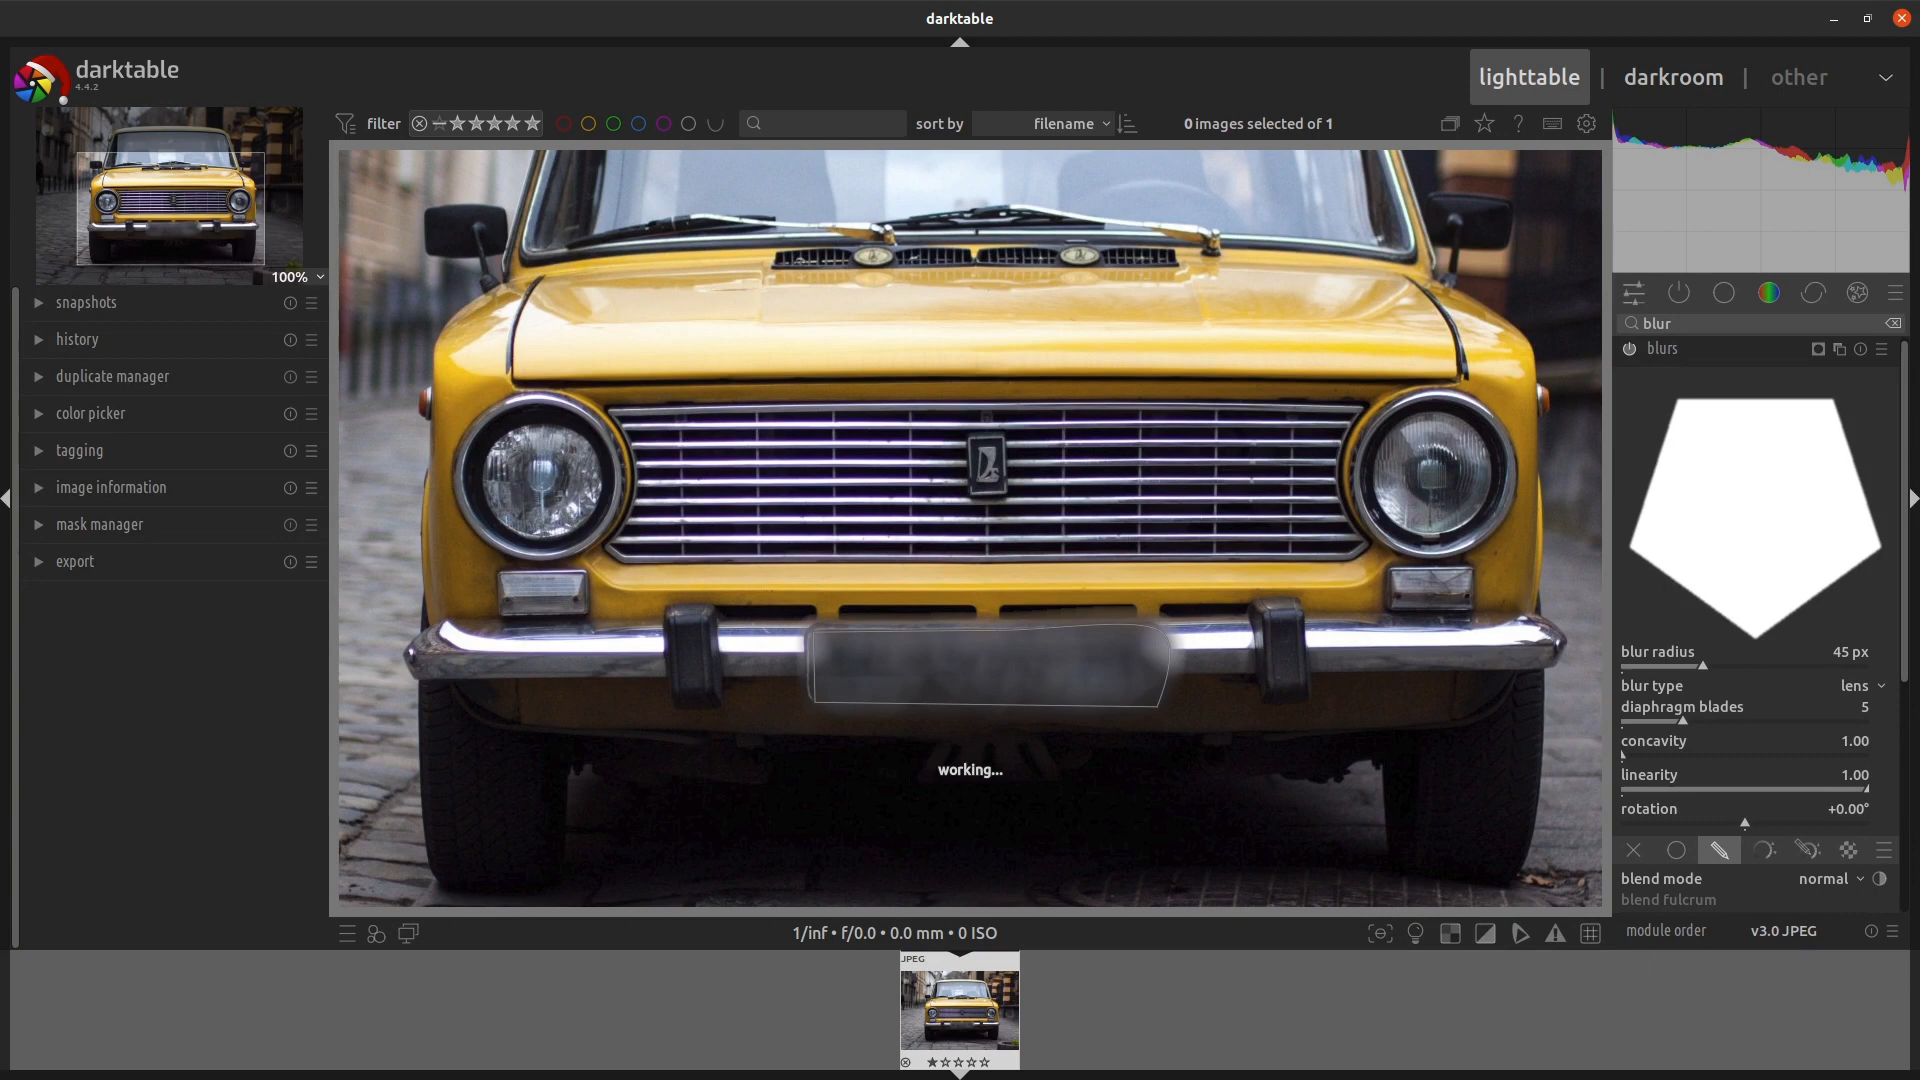 darktable
darktable
4.4.2
lighttable | darkroom | other
filter
sort by filename
0 images selected of 1
100%
snapshots
history
duplicate manager
color picker
tagging
image information
mask manager
export
blur
blurs
blur radius 45 px
blur type lens
diaphragm blades 5
concavity 1.00
linearity 1.00
rotation +0.00°
blend mode normal
blend fulcrum
working...
1/inf • f/0.0 • 0.0 mm • 0 ISO
module order v3.0 JPEG
JPEG